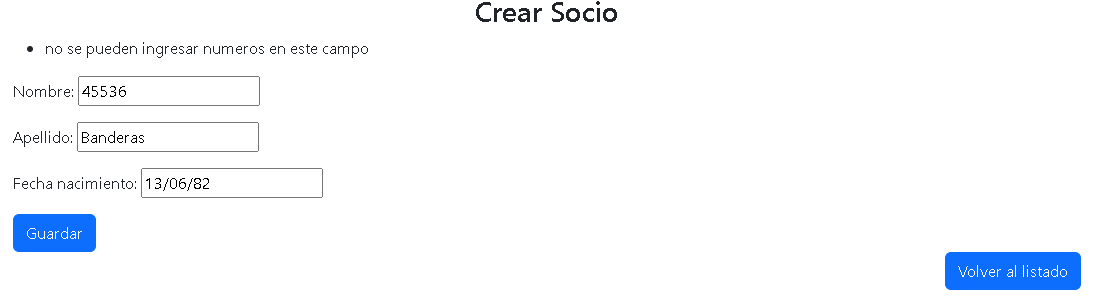 Crear Socio
• no se pueden ingresar numeros en este campo
Nombre: 45536
Apellido: Banderas
Fecha nacimiento: 13/06/82
Guardar
Volver al listado